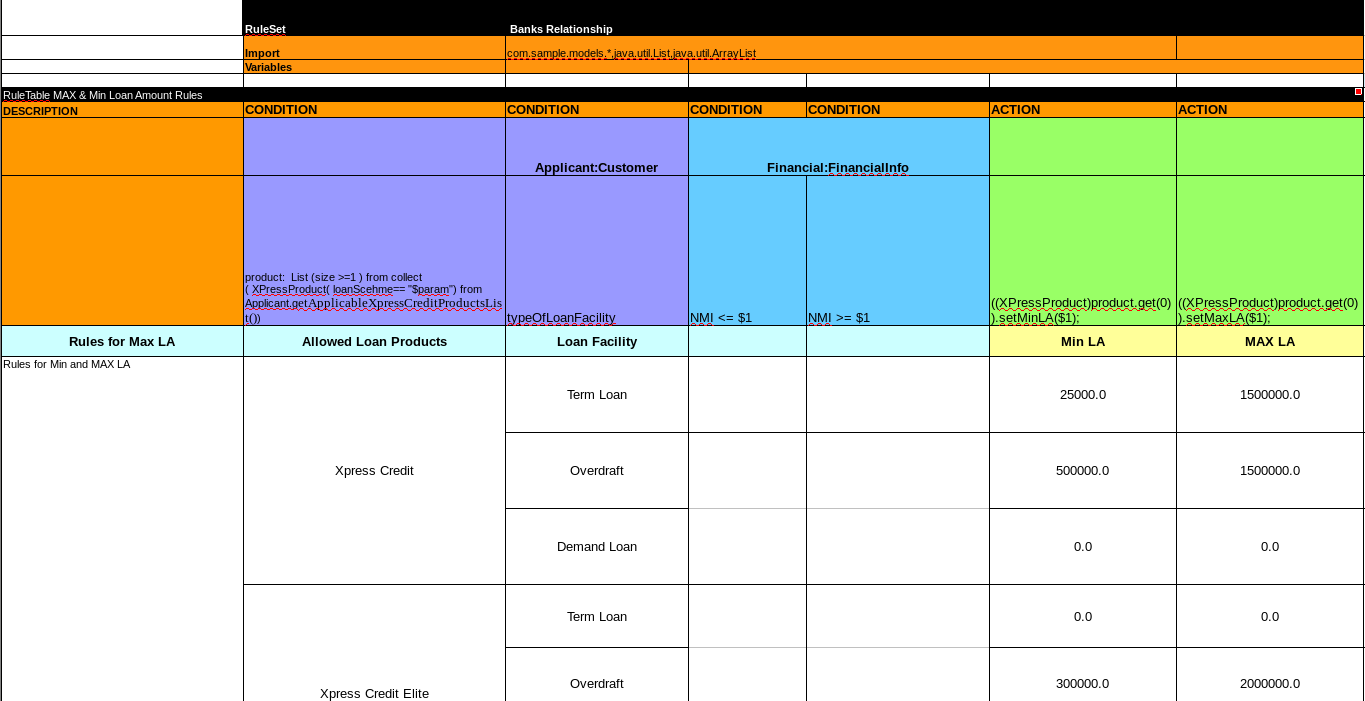 RuleSet Banks Relationship
Import com.sample.models.*,java.util.List,java.util.ArrayList
Variables
RuleTable MAX & Min Loan Amount Rules
DESCRIPTION CONDITION CONDITION CONDITION CONDITION ACTION ACTION
Applicant:Customer Financial:FinancialInfo
product:  List (size >=1 ) from collect
( XPressProduct( loanScehme== "$param") from
Applicant.getApplicableXpressCreditProductsLis
t())
typeOfLoanFacility
NMI <= $1
NMI >= $1
((XPressProduct)product.get(0)
).setMinLA($1);
((XPressProduct)product.get(0)
).setMaxLA($1);
Rules for Max LA Allowed Loan Products Loan Facility Min LA MAX LA
Rules for Min and MAX LA
Term Loan 25000.0 1500000.0
Xpress Credit Overdraft 500000.0 1500000.0
Demand Loan 0.0 0.0
Term Loan 0.0 0.0
Xpress Credit Elite Overdraft 300000.0 2000000.0